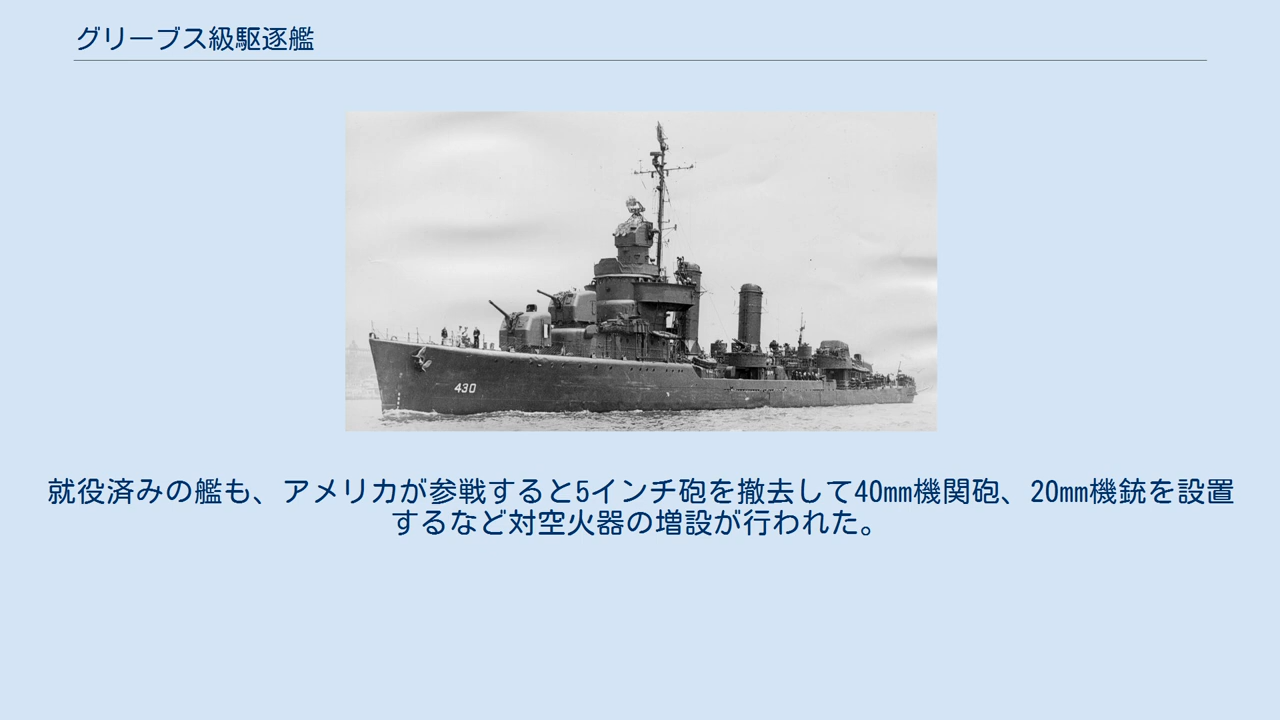 グリーブス級駆逐艦
430
就役済みの艦も、アメリカが参戦すると5インチ砲を撤去して40mm機関砲、20mm機銃を設置
するなど対空火器の増設が行われた。